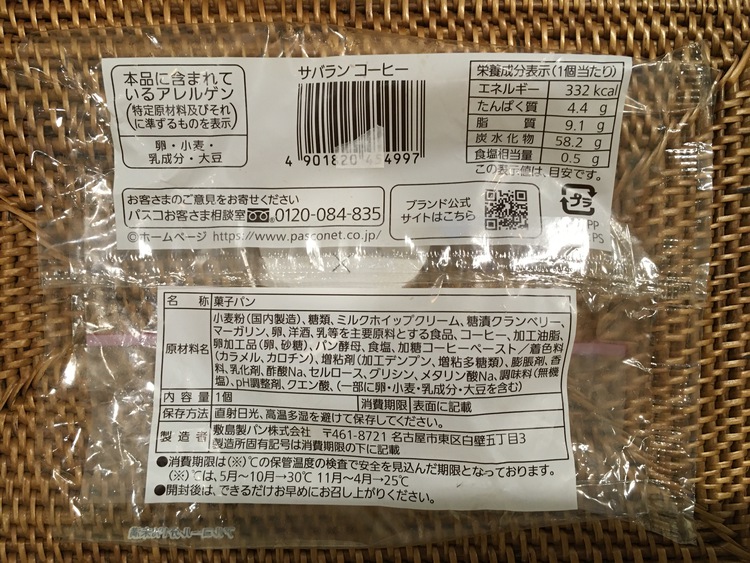 本品に含まれて
いるアレルゲン
(特定原材料及びそれ
に準ずるものを表示)
卵・小麦・
乳成分・大豆
サバラン コーヒー
4 901820 434997
栄養成分表示(1個当たり)
エネルギー 332 kcal
たんぱく質 4.4 g
脂質 9.1 g
炭水化物 58.2 g
食塩相当量 0.5 g
この表示値は、目安です。
お客さまのご意見をお寄せください
パスコお客さま相談室 0120-084-835
ホームページ https://www.pasconet.co.jp/
ブランド公式
サイトはこちら
プラ
PP
PS
名称 菓子パン
原材料名 小麦粉(国内製造)、糖類、ミルクホイップクリーム、糖漬クランベリー、
マーガリン、卵、洋酒、乳等を主要原料とする食品、コーヒー、加工油脂、
卵加工品(卵、砂糖)、パン酵母、食塩、加糖コーヒーペースト/着色料
(カラメル、カロチン)、増粘剤(加工デンプン、増粘多糖類)、膨脹剤、香
料、乳化剤、酢酸Na、セルロース、グリシン、メタリン酸Na、調味料(無機
塩)、pH調整剤、クエン酸、(一部に卵・小麦・乳成分・大豆を含む)
内容量 1個 消費期限 表面に記載
保存方法 直射日光、高温多湿を避けて保存してください。
製造者 敷島製パン株式会社 〒461-8721 名古屋市東区白壁五丁目3
製造所固有記号は消費期限の下に記載
●消費期限は(※)℃の保管温度の検査で安全を見込んだ期限となっております。
(※)では、5月～10月→30℃ 11月～4月→25℃
●開封後は、できるだけお早めにお召し上がりください。